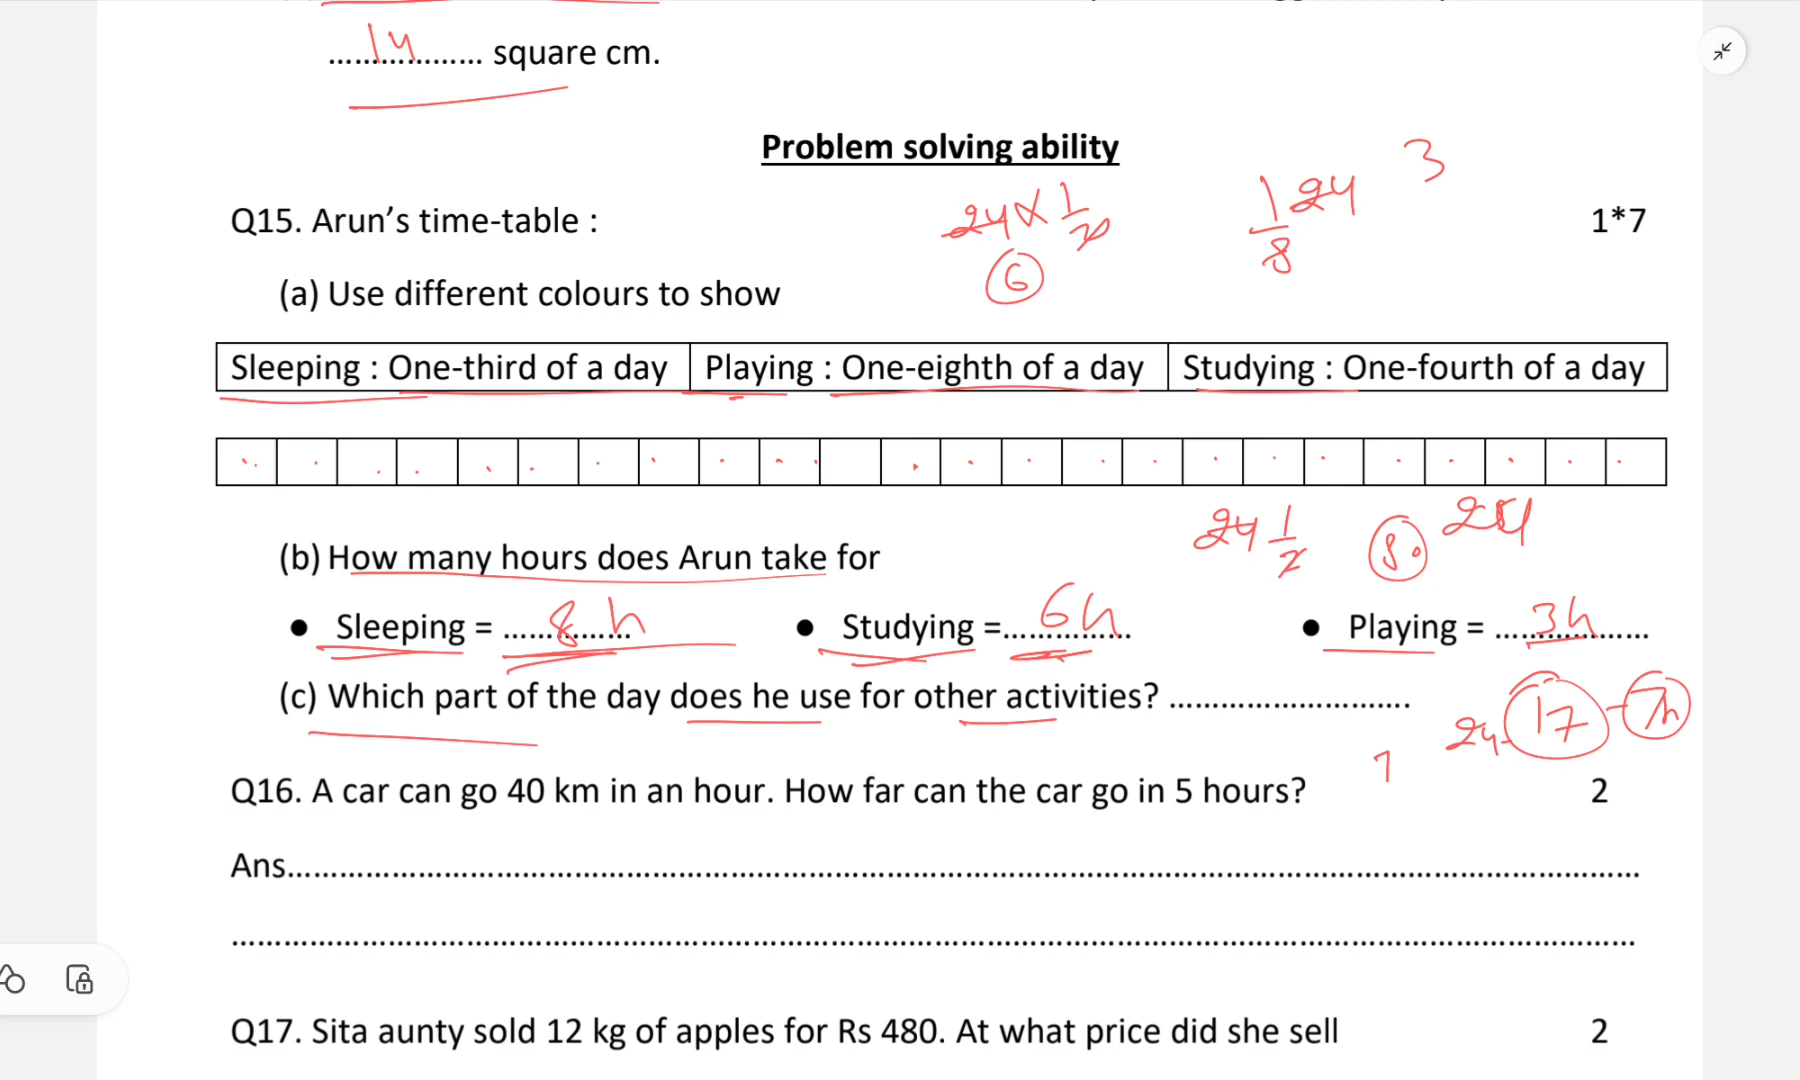 14
.................. square cm.
Problem solving ability
3
24 × 1/
1/8 24
Q15. Arun’s time-table :
1*7
6
(a) Use different colours to show
Sleeping : One-third of a day Playing : One-eighth of a day Studying : One-fourth of a day
24 1/ 8. 24
(b) How many hours does Arun take for
● Sleeping = 8 h ● Studying = 6h ● Playing = 3h
(c) Which part of the day does he use for other activities? ............................
24-17-7h
7
Q16. A car can go 40 km in an hour. How far can the car go in 5 hours? 2
Ans..........................................................................................
..........................................................................................
Q17. Sita aunty sold 12 kg of apples for Rs 480. At what price did she sell 2